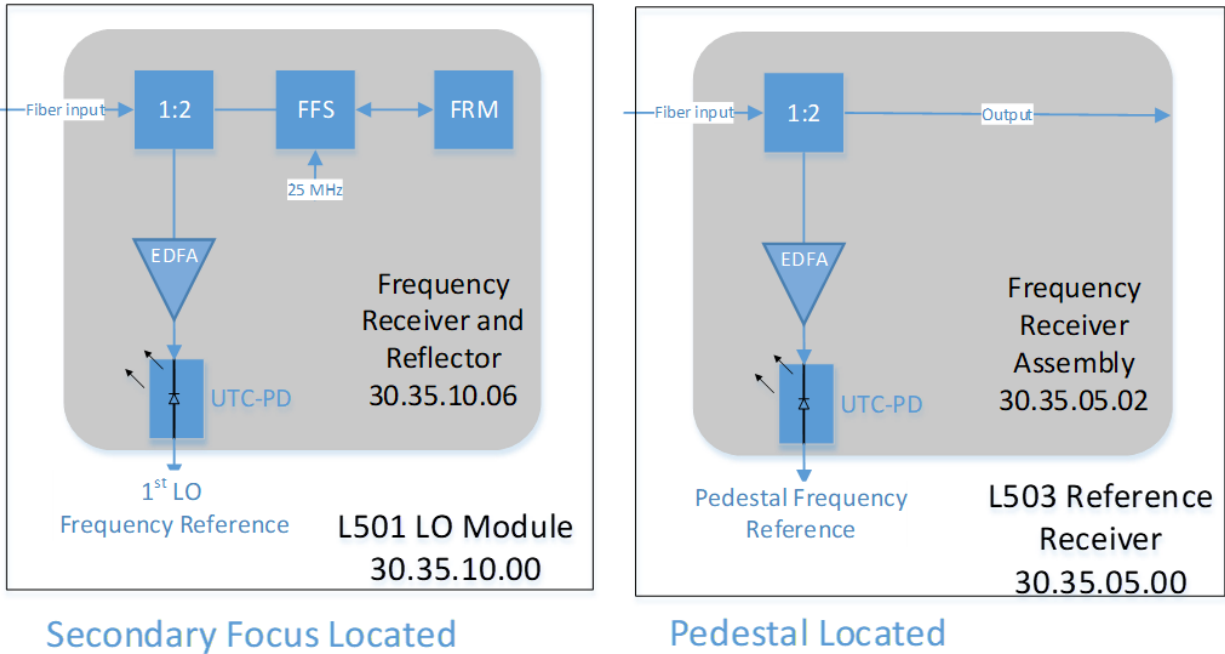 Fiber input
1:2
FFS
FRM
25 MHz
EDFA
Frequency
Receiver and
Reflector
30.35.10.06
UTC-PD
1st LO
Frequency Reference
L501 LO Module
30.35.10.00
Secondary Focus Located
Fiber input
1:2
Output
EDFA
Frequency
Receiver
Assembly
30.35.05.02
UTC-PD
Pedestal Frequency
Reference
L503 Reference
Receiver
30.35.05.00
Pedestal Located